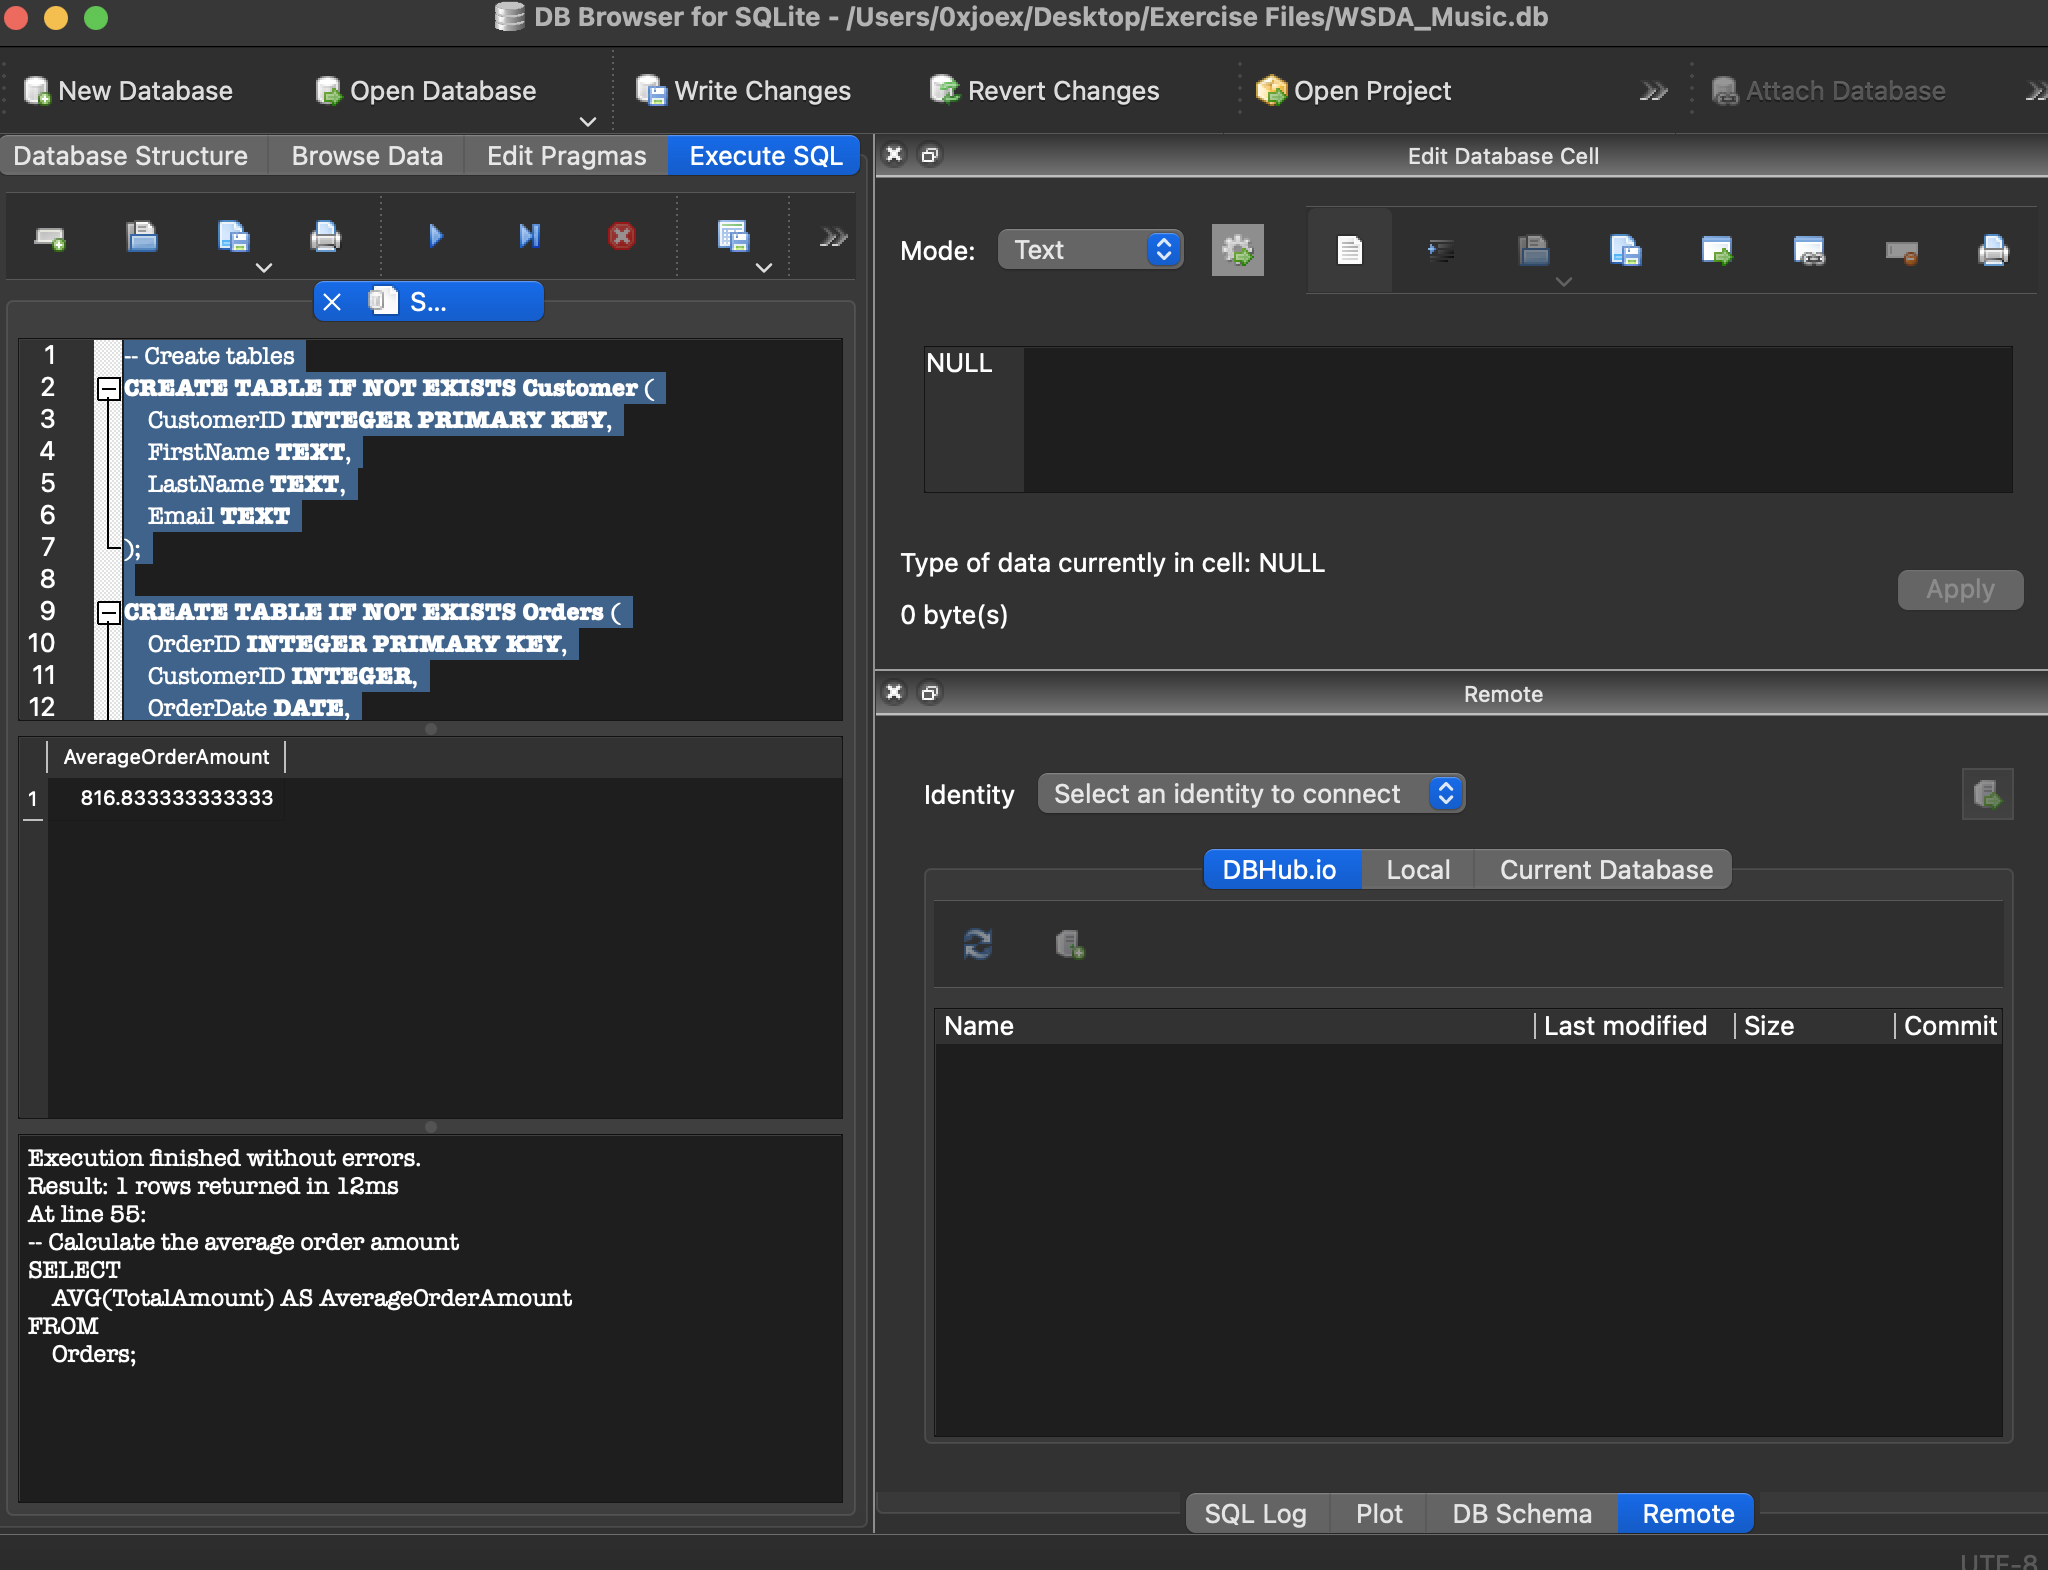 DB Browser for SQLite - /Users/0xjoex/Desktop/Exercise Files/WSDA_Music.db
New Database
Open Database
Write Changes
Revert Changes
Open Project
Attach Database
Database Structure
Browse Data
Edit Pragmas
Execute SQL
S...
1 -- Create tables
2 CREATE TABLE IF NOT EXISTS Customer (
3 CustomerID INTEGER PRIMARY KEY,
4 FirstName TEXT,
5 LastName TEXT,
6 Email TEXT
7 );
8
9 CREATE TABLE IF NOT EXISTS Orders (
10 OrderID INTEGER PRIMARY KEY,
11 CustomerID INTEGER,
12 OrderDate DATE,
AverageOrderAmount
1 816.833333333333
Execution finished without errors.
Result: 1 rows returned in 12ms
At line 55:
-- Calculate the average order amount
SELECT
AVG(TotalAmount) AS AverageOrderAmount
FROM
Orders;
Edit Database Cell
Mode: Text
NULL
Type of data currently in cell: NULL
0 byte(s)
Apply
Remote
Identity Select an identity to connect
DBHub.io
Local
Current Database
Name Last modified Size Commit
SQL Log
Plot
DB Schema
Remote
UTF-8